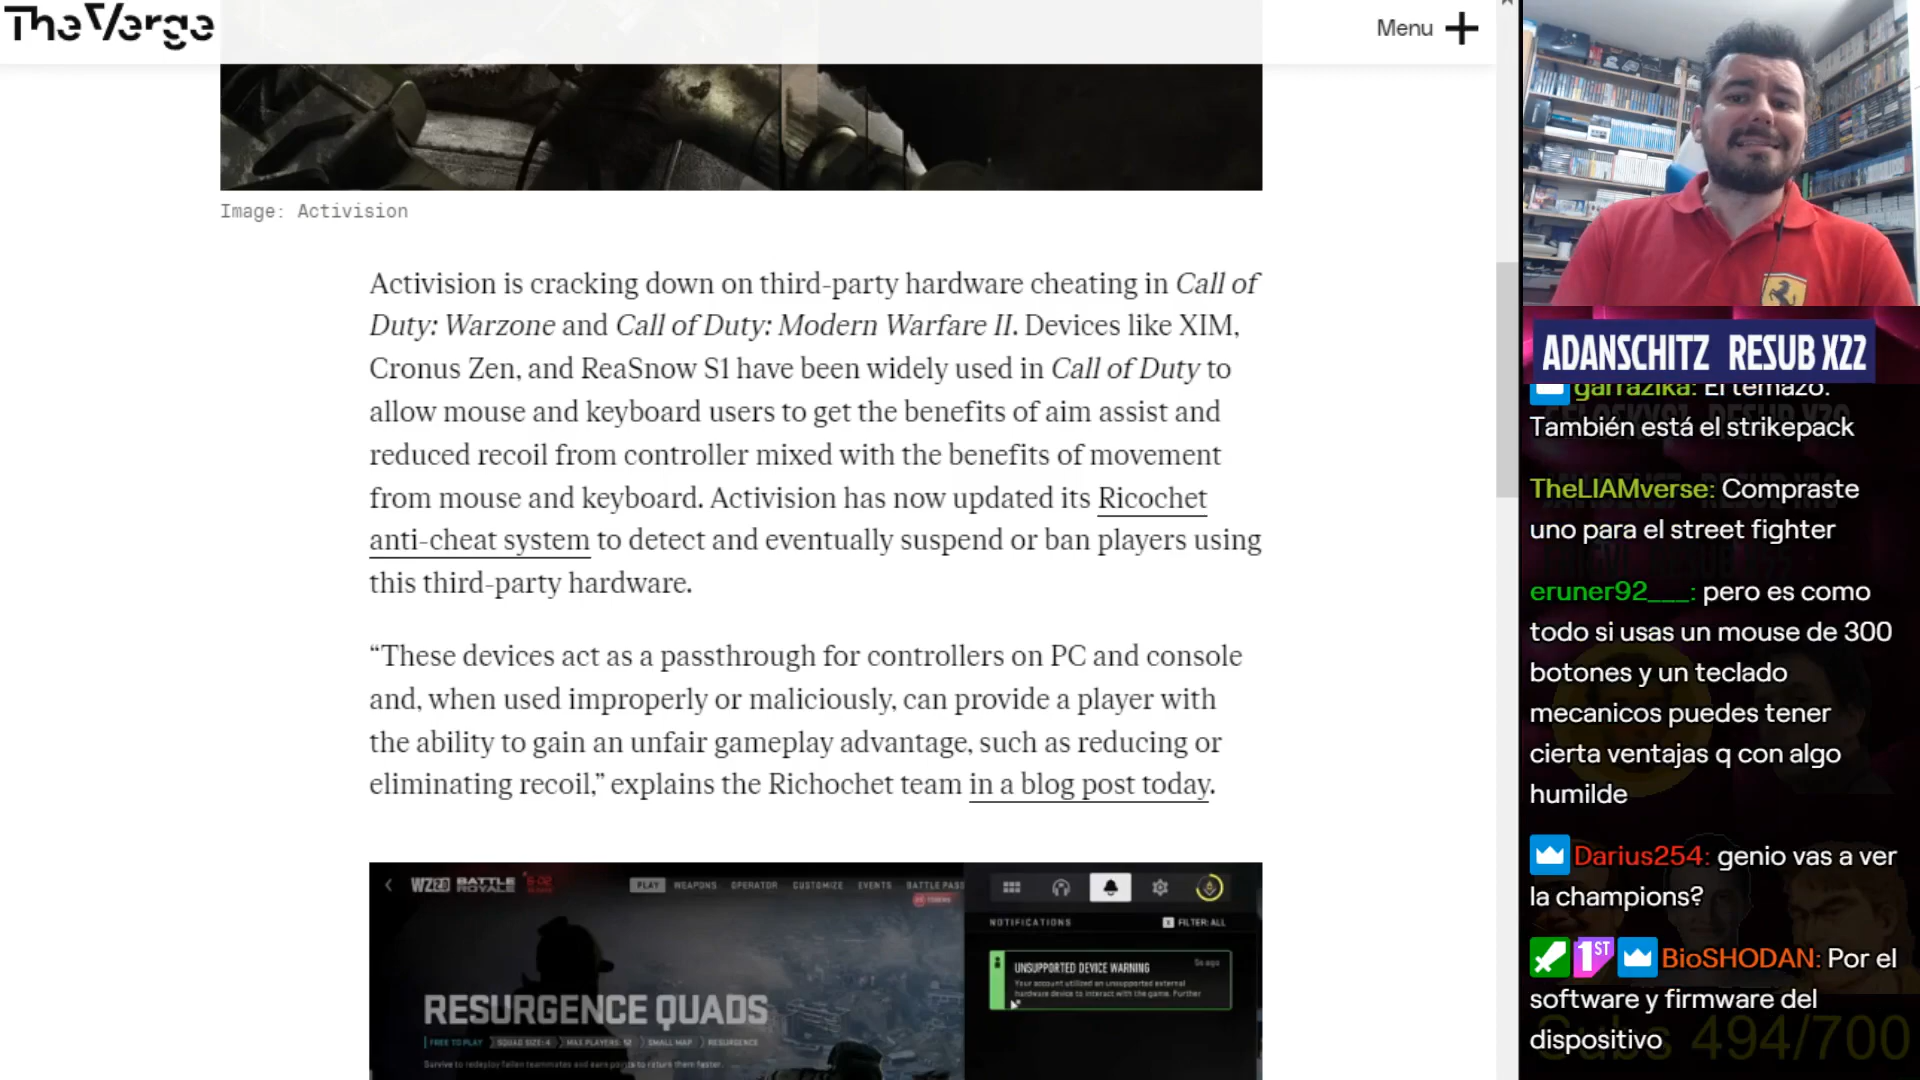 The Verge
Menu
Image: Activision
Activision is cracking down on third-party hardware cheating in Call of
Duty: Warzone and Call of Duty: Modern Warfare II. Devices like XIM,
Cronus Zen, and ReaSnow S1 have been widely used in Call of Duty to
allow mouse and keyboard users to get the benefits of aim assist and
reduced recoil from controller mixed with the benefits of movement
from mouse and keyboard. Activision has now updated its Ricochet
anti-cheat system to detect and eventually suspend or ban players using
this third-party hardware.
“These devices act as a passthrough for controllers on PC and console
and, when used improperly or maliciously, can provide a player with
the ability to gain an unfair gameplay advantage, such as reducing or
eliminating recoil,” explains the Richochet team in a blog post today.
WZ2.0 BATTLE ROYALE
PLAY WEAPONS OPERATOR CUSTOMIZE EVENTS BATTLE PASS
NOTIFICATIONS
FILTER: ALL
UNSUPPORTED DEVICE WARNING
5s ago
Your account utilized an unsupported external
hardware device to interact with the game. Further
RESURGENCE QUADS
FREE TO PLAY SQUAD SIZE: 4 MAX PLAYERS: 52 SMALL MAP RESURGENCE
Survive to redeploy fallen teammates and earn points to return them faster.
ADANSCHITZ RESUB X22
garrazika: El temazo.
También está el strikepack
TheLIAMverse: Compraste
uno para el street fighter
eruner92___: pero es como
todo si usas un mouse de 300
botones y un teclado
mecanicos puedes tener
cierta ventajas q con algo
humilde
Darius254: genio vas a ver
la champions?
1ST BioSHODAN: Por el
software y firmware del
dispositivo
Subs 494/700